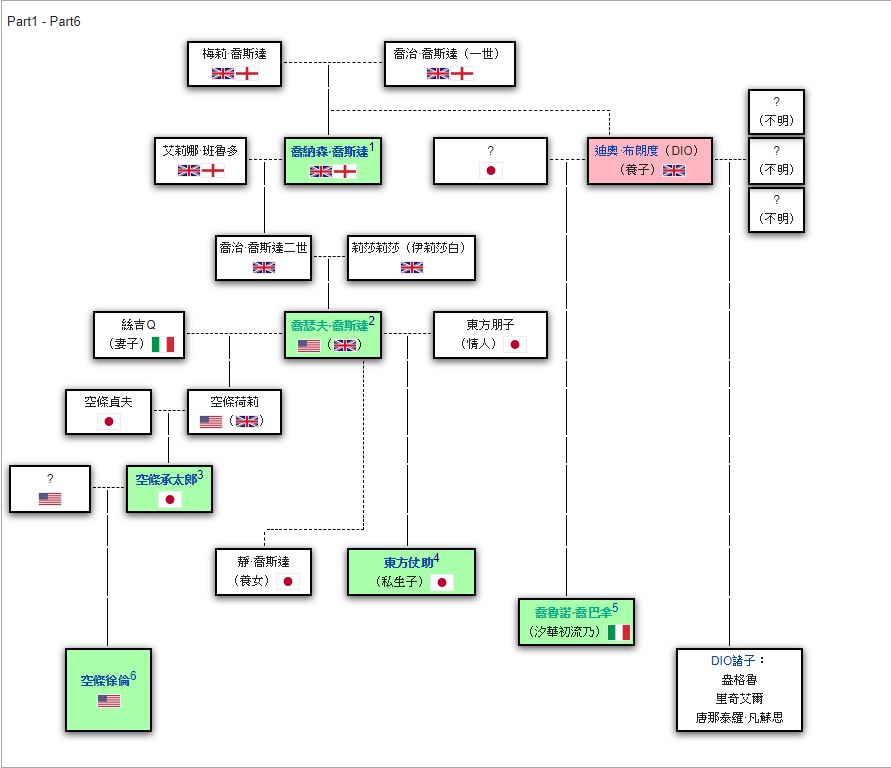 Part1 - Part6
梅莉·喬斯達
喬治·喬斯達（一世）
?
（不明）
艾莉娜·班魯多
喬納森·喬斯達1
?
迪奧·布朗度（DIO）
（養子）
?
（不明）
?
（不明）
喬治·喬斯達二世
莉莎莉莎（伊莉莎白）
絲吉Q
（妻子）
喬瑟夫·喬斯達2
（ ）
東方朋子
（情人）
空條貞夫
空條荷莉
（ ）
?
空條承太郎3
靜·喬斯達
（養女）
東方仗助4
（私生子）
喬魯諾·喬巴拿5
（汐華初流乃）
空條徐倫6
DIO諸子：
盎格魯
里奇艾爾
唐那泰羅·凡蘇思